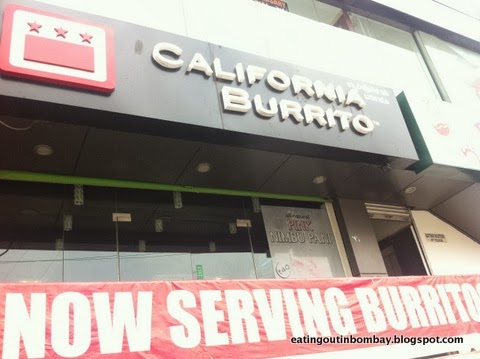 CALIFORNIA
BURRITO
NIMBU PANI
NOW SERVING BURRITO
eatingoutinbombay.blogspot.com